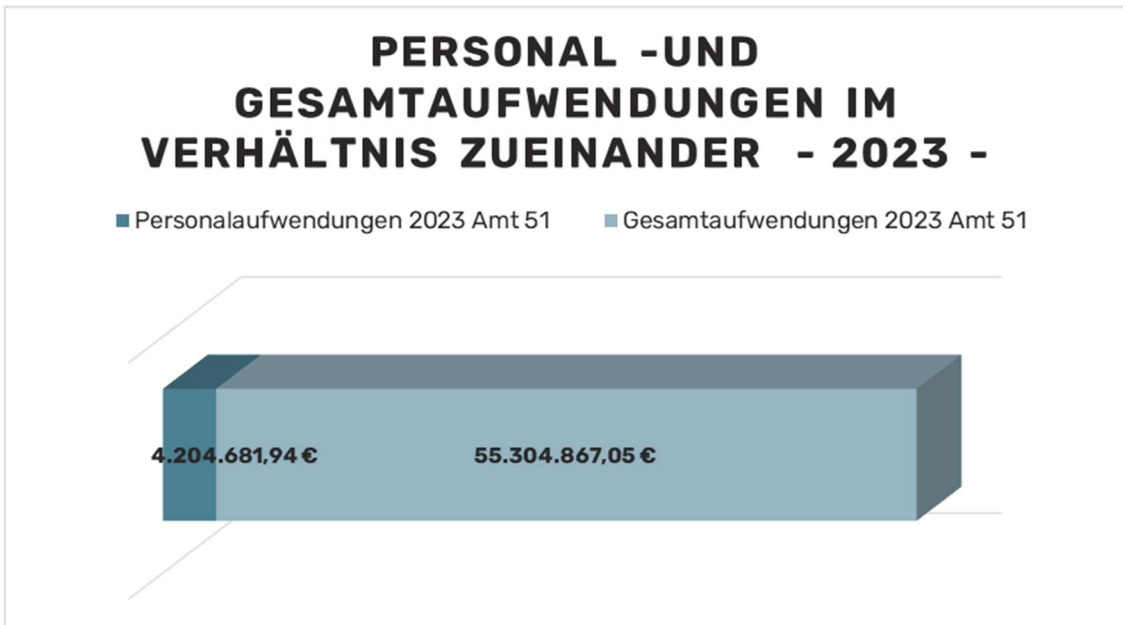 PERSONAL -UND
GESAMTAUFWENDUNGEN IM
VERHÄLTNIS ZUEINANDER - 2023 -
Personalaufwendungen 2023 Amt 51 Gesamtaufwendungen 2023 Amt 51
4.204.681,94 € 55.304.867,05 €